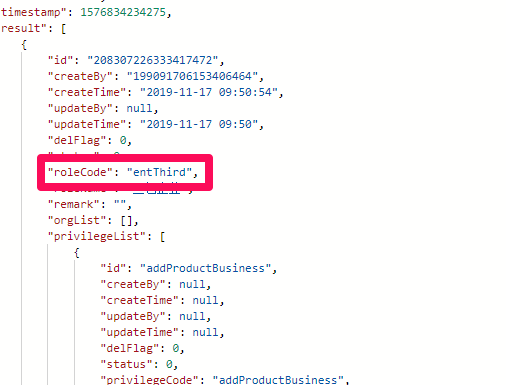 timestamp": 1576834234275,
result": [
{
"id": "208307226333417472",
"createBy": "199091706153406464",
"createTime": "2019-11-17 09:50:54",
"updateBy": null,
"updateTime": "2019-11-17 09:50",
"delFlag": 0,
"roleCode": "entThird",
"remark": "",
"orgList": [],
"privilegeList": [
{
"id": "addProductBusiness",
"createBy": null,
"createTime": null,
"updateBy": null,
"updateTime": null,
"delFlag": 0,
"status": 0,
"privilegeCode": "addProductBusiness",